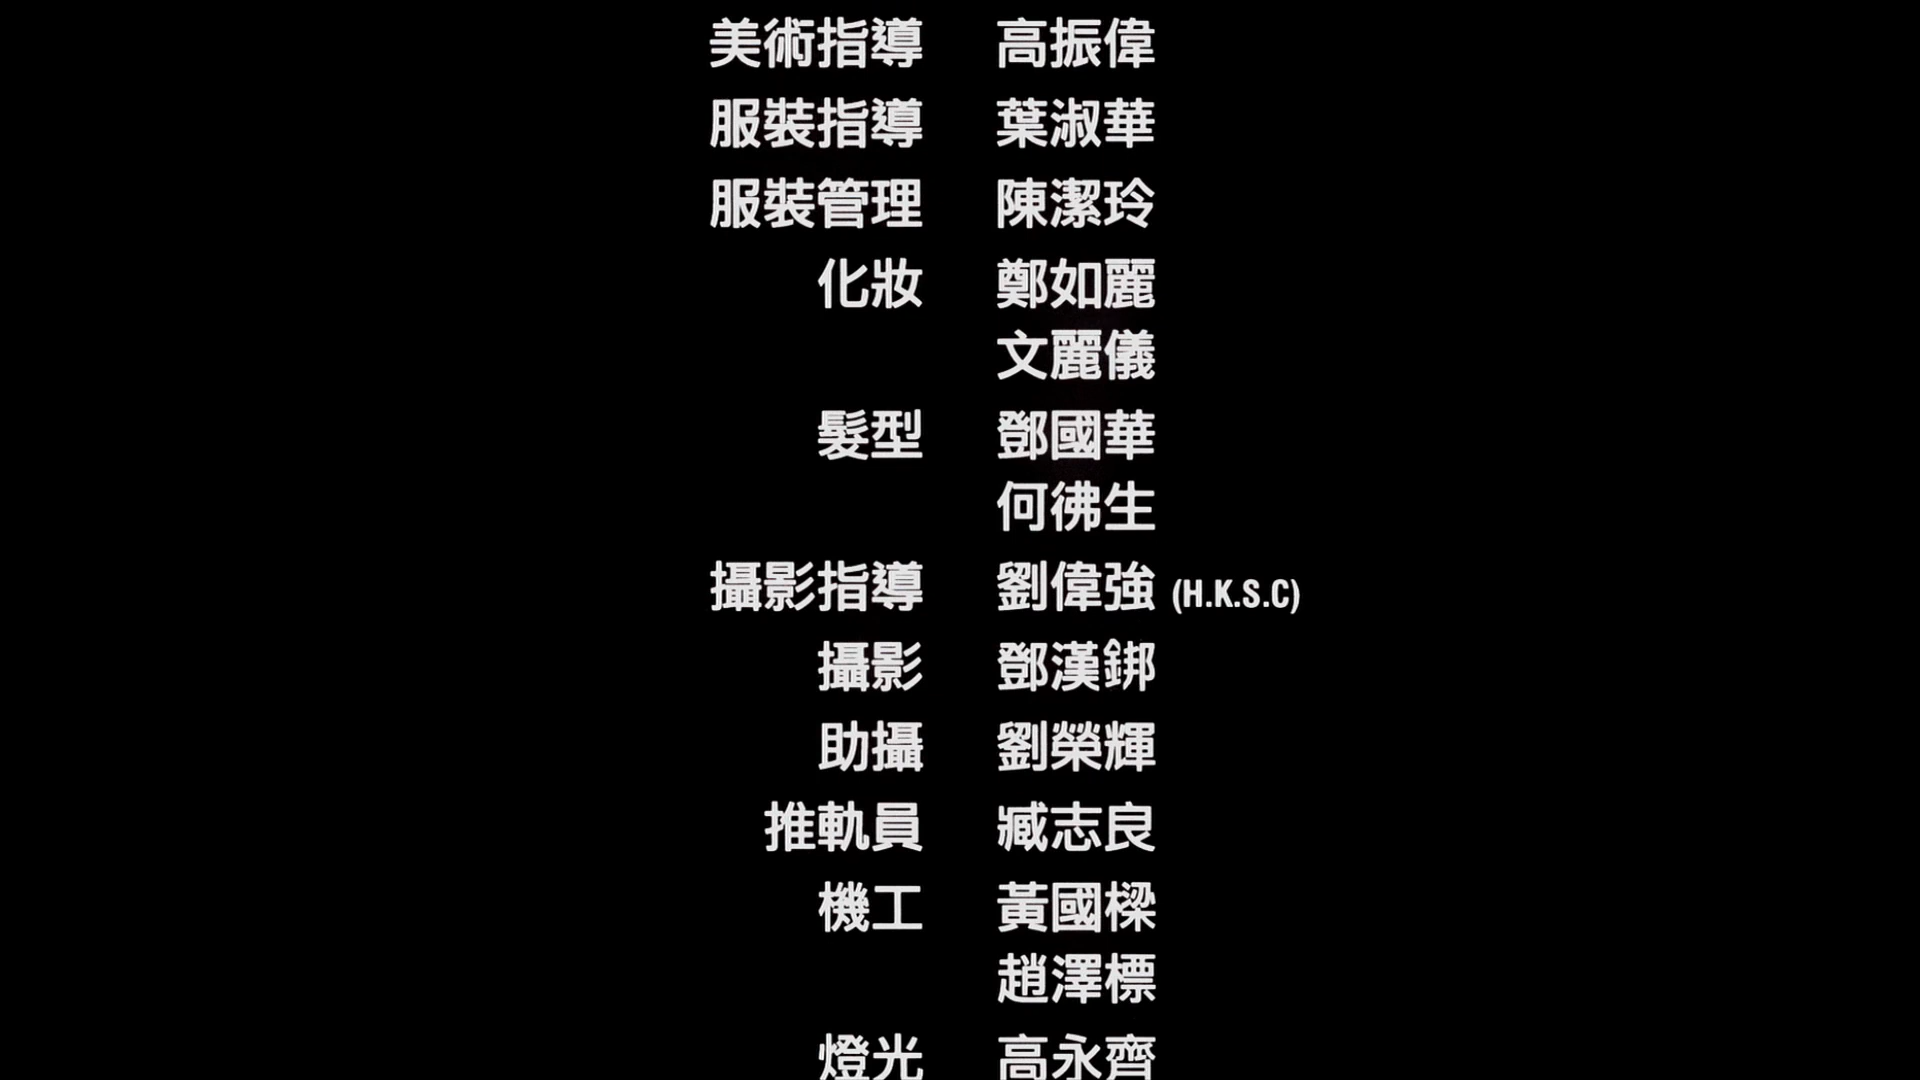 美術指導 高振偉
服裝指導 葉淑華
服裝管理 陳潔玲
化妝 鄭如麗
文麗儀
髮型 鄧國華
何彿生
攝影指導 劉偉強 (H.K.S.C)
攝影 鄧漢鋣
助攝 劉榮輝
推軌員 臧志良
機工 黃國樑
趙澤標
燈光 高永齊